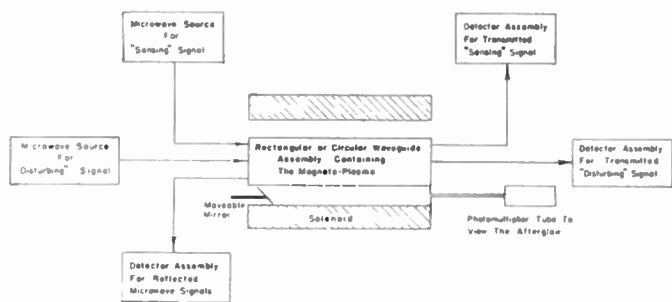 Microwave Source
For
"Sensing" Signal
Detector Assembly
For Transmitted
"Sensing" Signal
Microwave Source
For
Disturbing" Signal
Rectangular or Circular Waveguide
Assembly Containing
The Magneto-Plasma
Detector Assembly
For Transmitted
"Disturbing" Signal
Moveable
Mirror
Solenoid
Photomultiplier Tube To
View The Afterglow
Detector Assembly
For Reflected
Microwave Signals